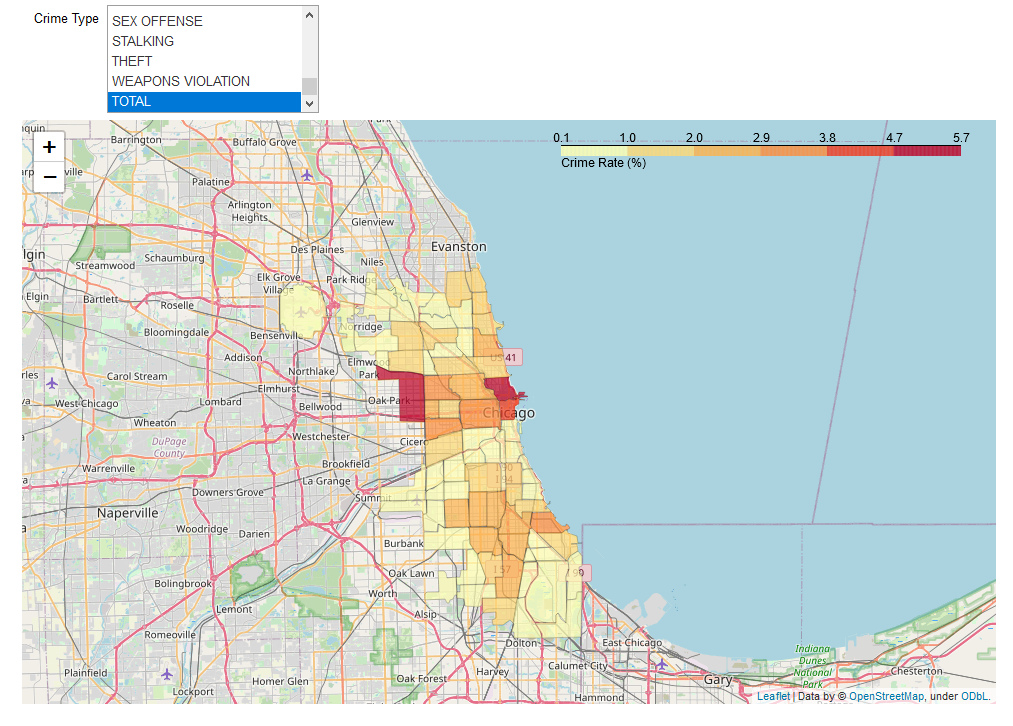 Crime Type
SEX OFFENSE
STALKING
THEFT
WEAPONS VIOLATION
TOTAL
+
−
0.1 1.0 2.0 2.9 3.8 4.7 5.7
Crime Rate (%)
Barrington
Buffalo Grove
Palatine
Arlington
Heights
Glenview
Evanston
Des Plaines
Niles
Schaumburg
Streamwood
Elk Grove
Village
Park Ridge
Elgin
Bartlett
Roselle
Norridge
Bloomingdale
Bensenville
US 41
Addison
Elmwood
Park
Northlake
Carol Stream
Elmhurst
Oak Park
West Chicago
Lombard
Bellwood
Chicago
Wheaton
Westchester
Cicero
DuPage
County
Brookfield
Warrenville
La Grange
I 90
I 94
Downers Grove
Summit
Naperville
Woodridge
Darien
Burbank
Oak Lawn
I 57
I 90
Bolingbrook
Worth
Lemont
Alsip
Romeoville
Dolton
East Chicago
Indiana
Dunes
National
Park
Calumet City
Plainfield
Homer Glen
Oak Forest
Harvey
Gary
Chesterton
Lockport
Hammond
Leaflet | Data by © OpenStreetMap, under ODbL.